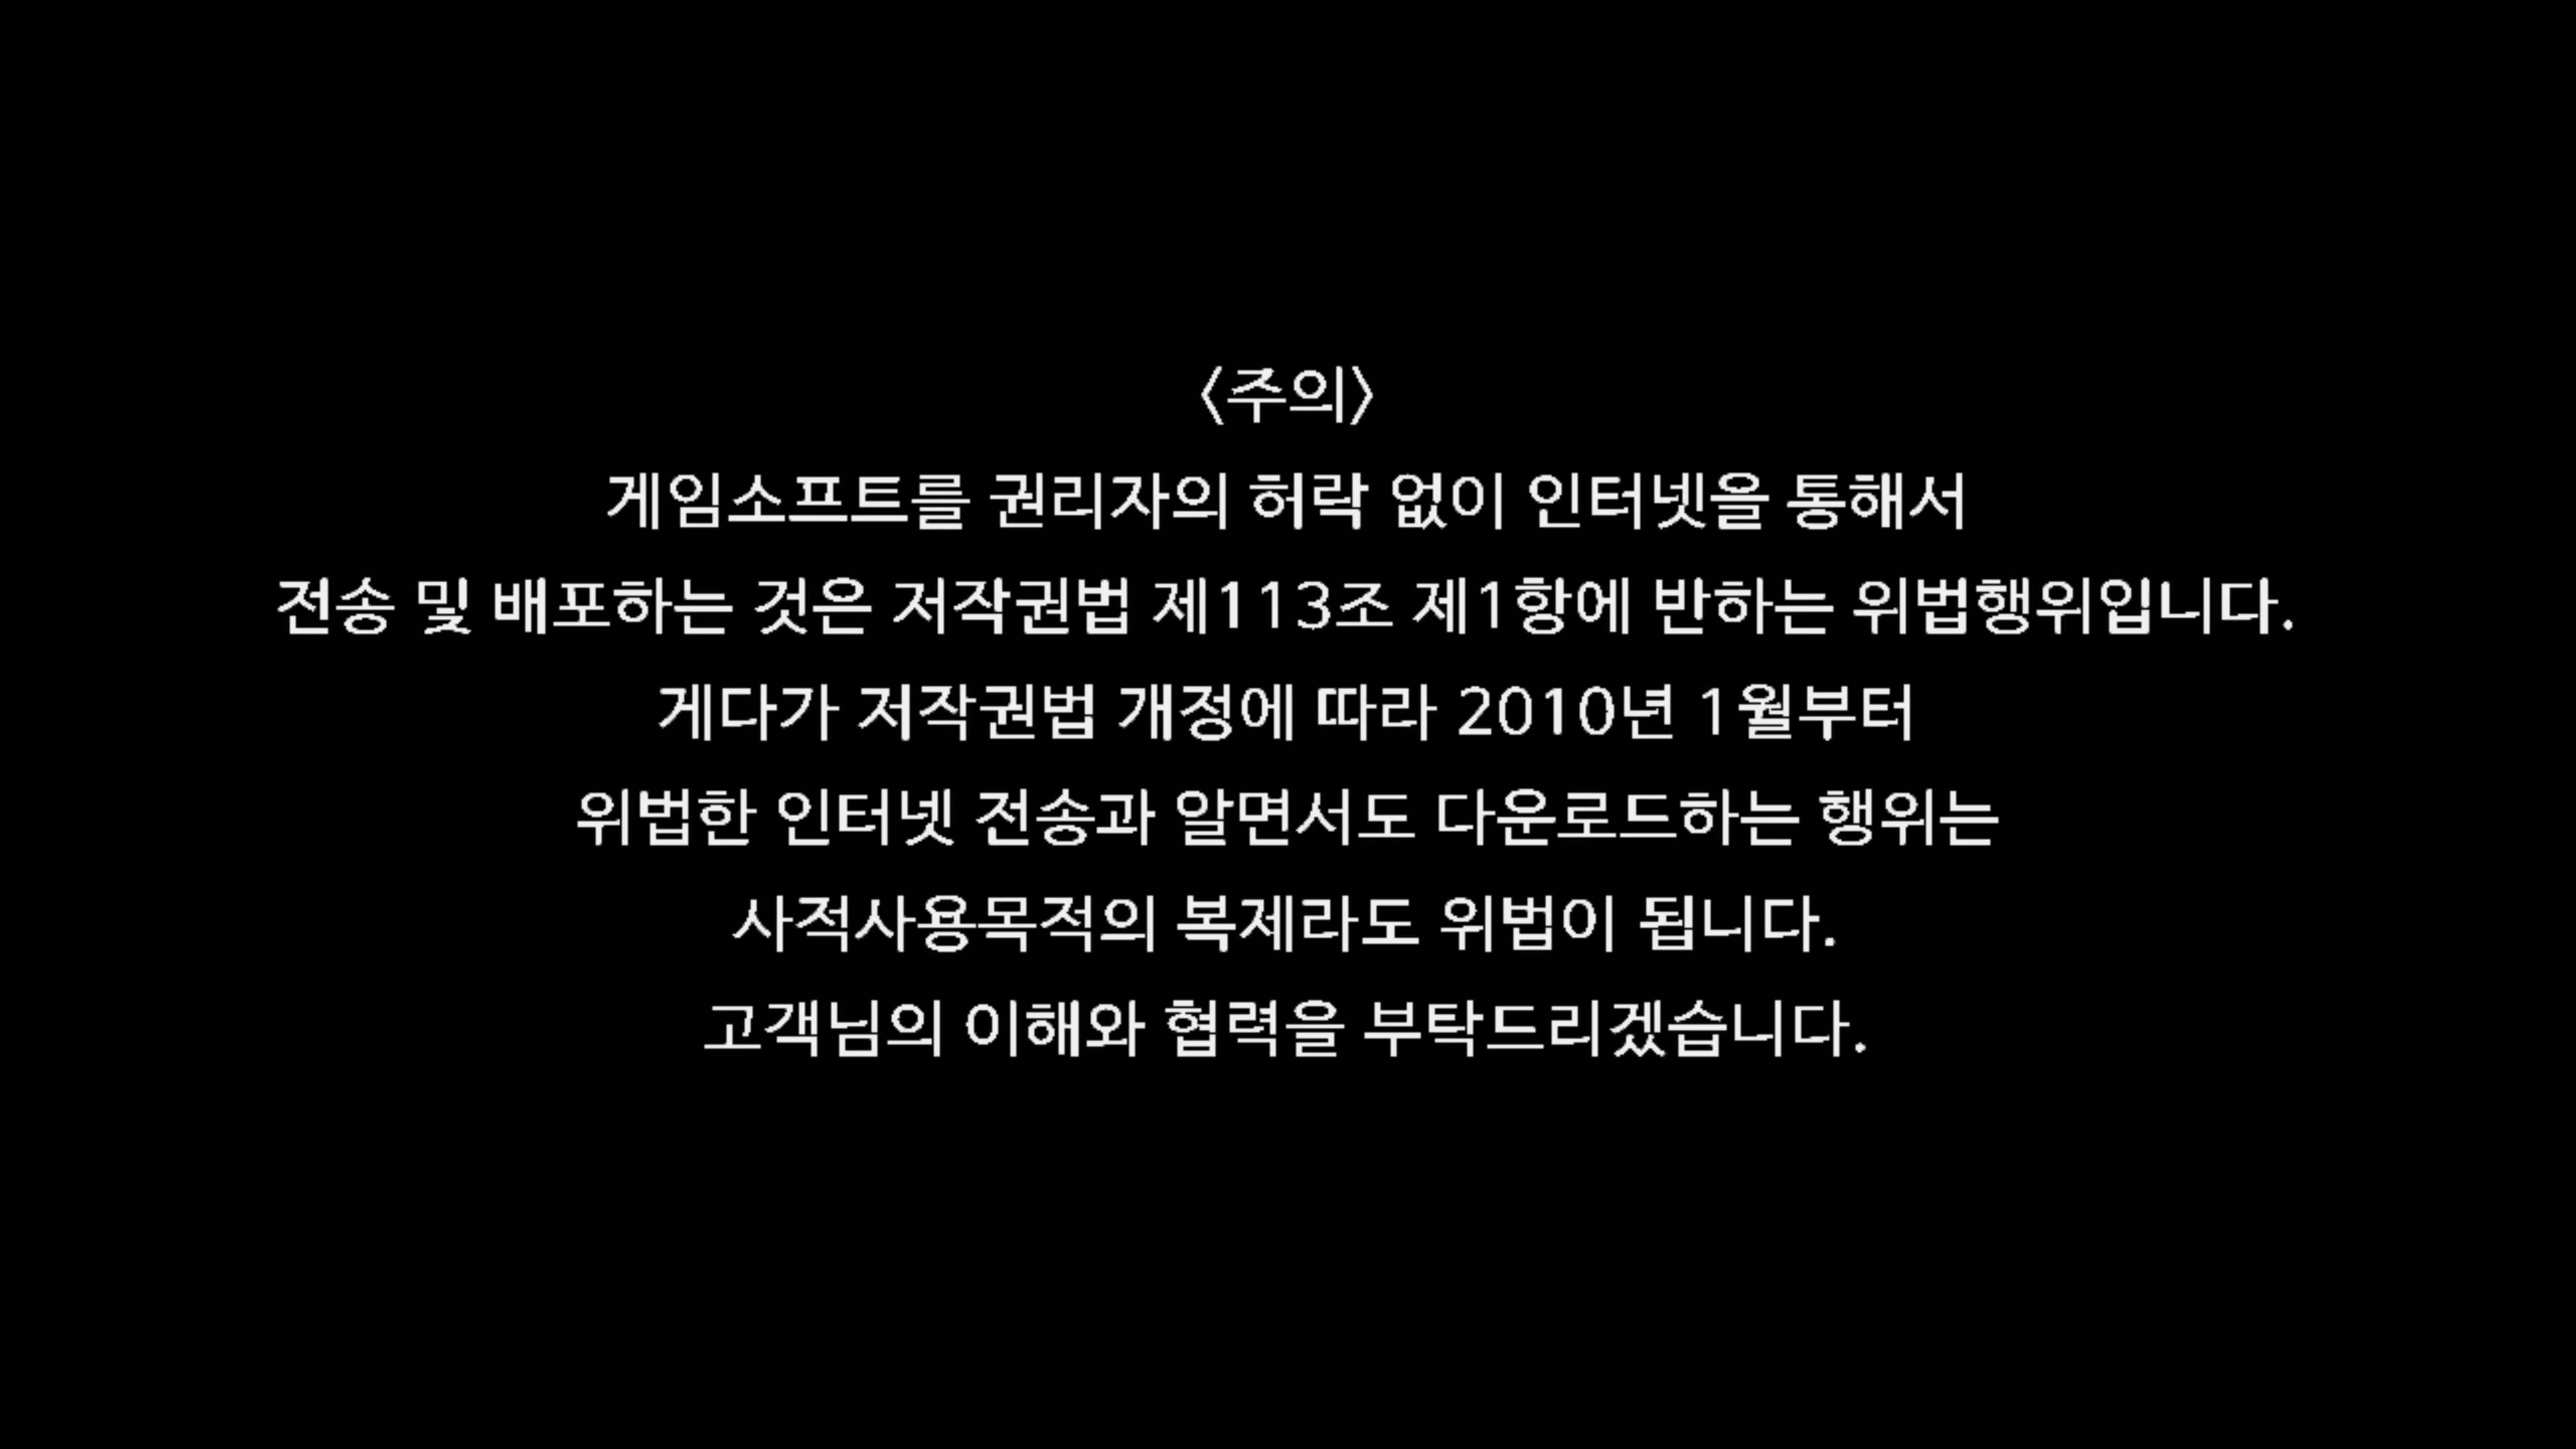 〈주의〉
게임소프트를 권리자의 허락 없이 인터넷을 통해서
전송 및 배포하는 것은 저작권법 제113조 제1항에 반하는 위법행위입니다.
게다가 저작권법 개정에 따라 2010년 1월부터
위법한 인터넷 전송과 알면서도 다운로드하는 행위는
사적사용목적의 복제라도 위법이 됩니다.
고객님의 이해와 협력을 부탁드리겠습니다.